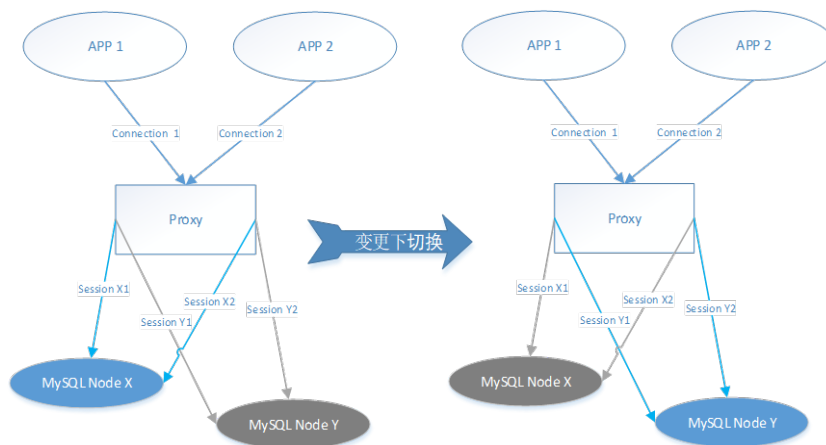 APP 1
APP 2
Connection 1
Connection 2
Proxy
Session X1
Session X2
Session Y1
Session Y2
MySQL Node X
MySQL Node Y
变更下切换
APP 1
APP 2
Connection 1
Connection 2
Proxy
Session X1
Session X2
Session Y1
Session Y2
MySQL Node X
MySQL Node Y